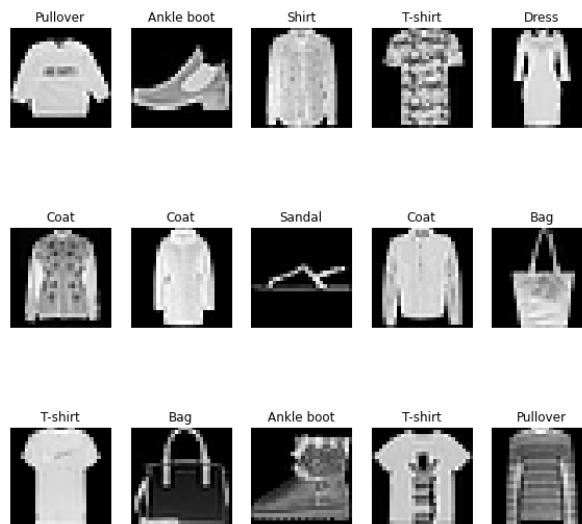 Pullover Ankle boot Shirt T-shirt Dress
Coat Coat Sandal Coat Bag
T-shirt Bag Ankle boot T-shirt Pullover